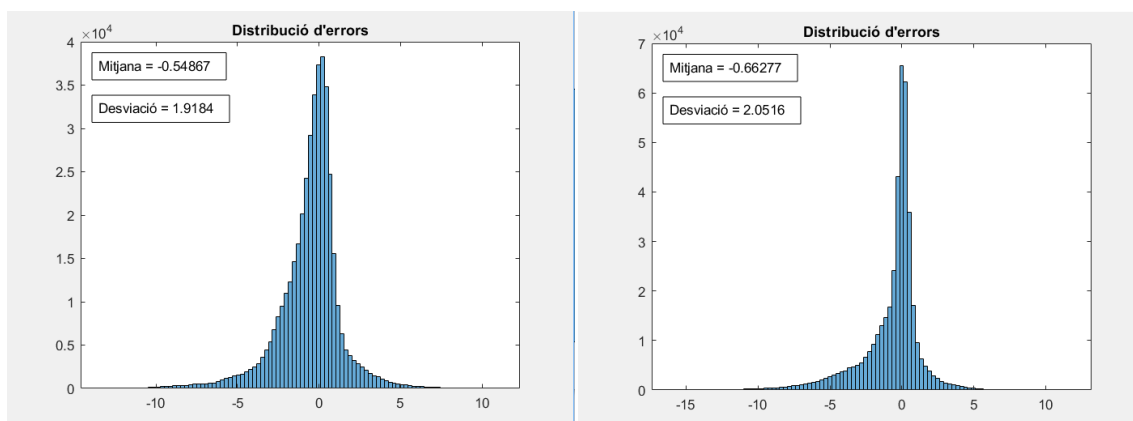 Distribució d'errors
×10^4
Mitjana = -0.54867
Desviació = 1.9184
4
3.5
3
2.5
2
1.5
1
0.5
0
-10 -5 0 5 10
Distribució d'errors
×10^4
Mitjana = -0.66277
Desviació = 2.0516
7
6
5
4
3
2
1
0
-15 -10 -5 0 5 10